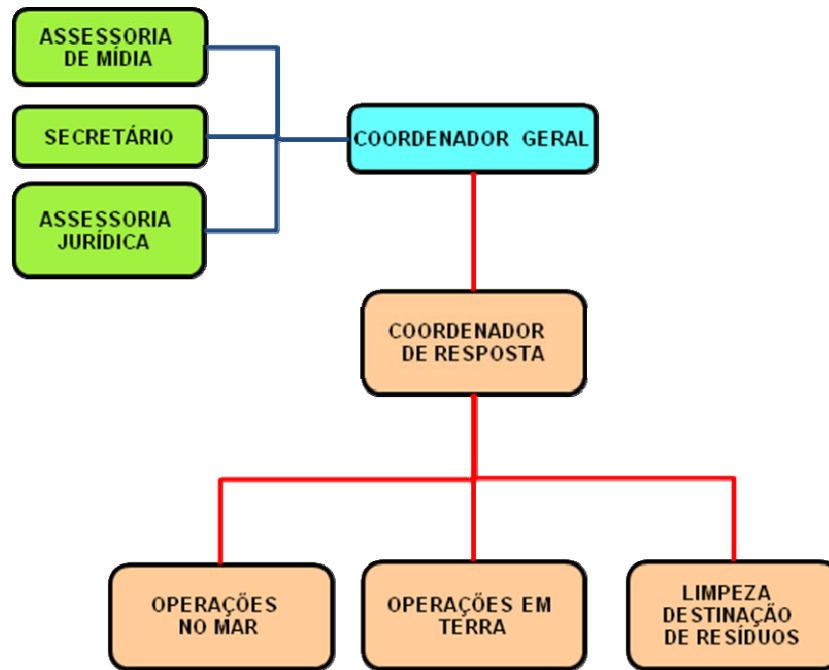 ASSESSORIA
DE MÍDIA
SECRETÁRIO
COORDENADOR GERAL
ASSESSORIA
JURÍDICA
COORDENADOR
DE RESPOSTA
OPERAÇÕES
NO MAR
OPERAÇÕES EM
TERRA
LIMPEZA
DESTINAÇÃO
DE RESÍDUOS